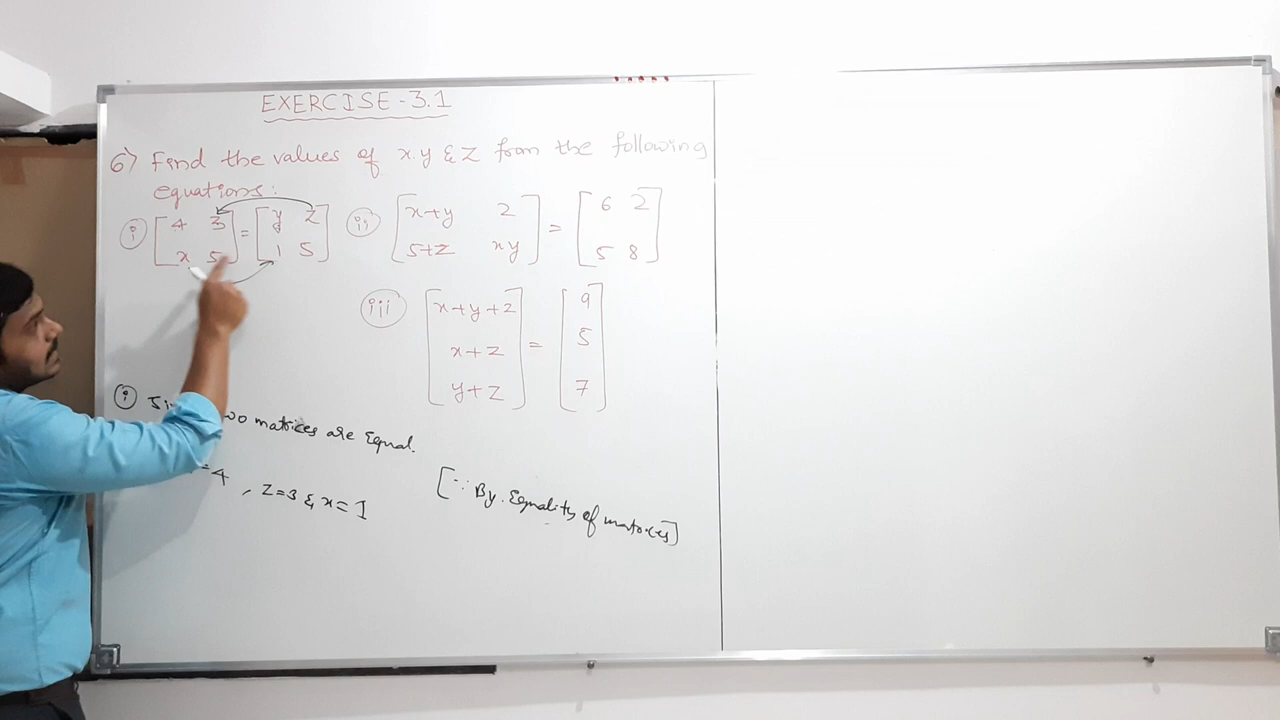 EXERCISE-3.1
6) Find the values of x.y & z from the following
equations:
i [4 3 x 5] = [y z 1 5] ii) [x+y 2 5+z xy] = [6 2 5 8]
iii [x+y+z x+z y+z] = [9 5 7]
i matrices are Equal.
=4, z=3 & x=1 [∵ By. Equality of matrices]